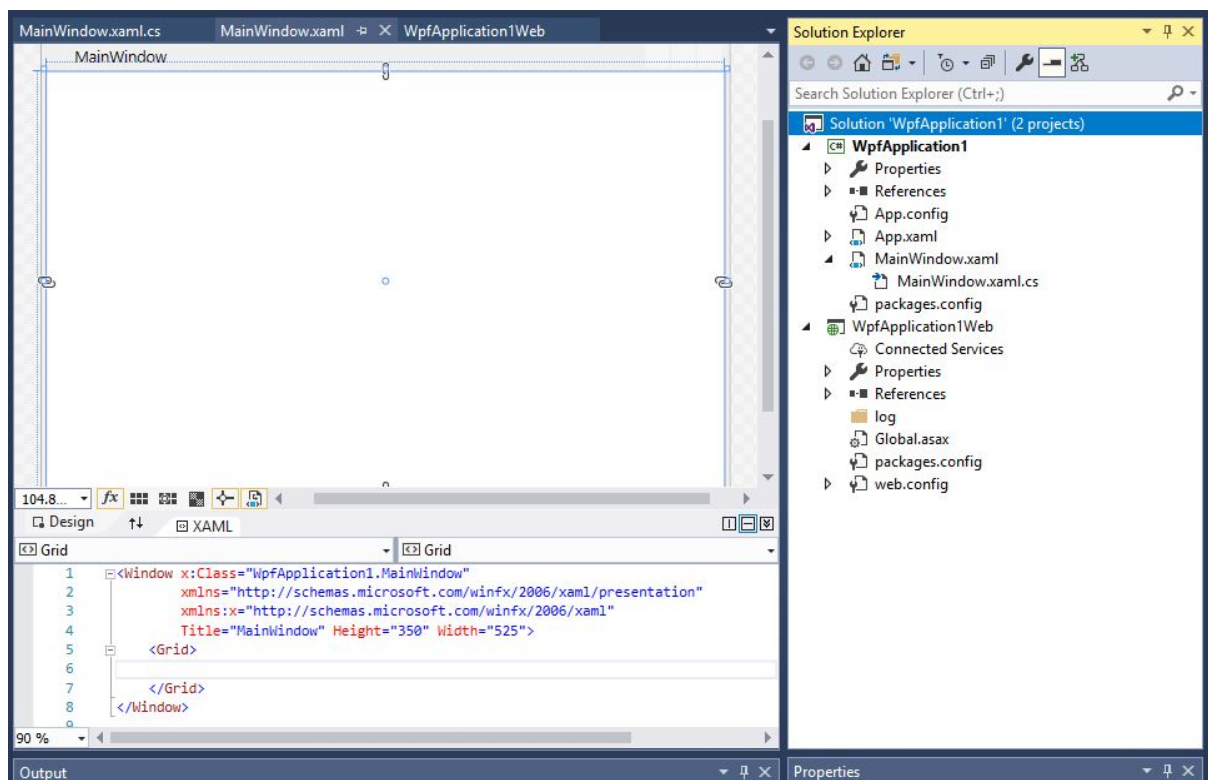 MainWindow.xaml.cs MainWindow.xaml WpfApplication1Web
MainWindow
104.8...
fx
Design XAML
Grid Grid
1 <Window x:Class="WpfApplication1.MainWindow"
2 xmlns="http://schemas.microsoft.com/winfx/2006/xaml/presentation"
3 xmlns:x="http://schemas.microsoft.com/winfx/2006/xaml"
4 Title="MainWindow" Height="350" Width="525">
5 <Grid>
6
7 </Grid>
8 </Window>
9
90 %
Output
Solution Explorer
Search Solution Explorer (Ctrl+;)
Solution 'WpfApplication1' (2 projects)
C# WpfApplication1
Properties
References
App.config
App.xaml
MainWindow.xaml
MainWindow.xaml.cs
packages.config
WpfApplication1Web
Connected Services
Properties
References
log
Global.asax
packages.config
web.config
Properties